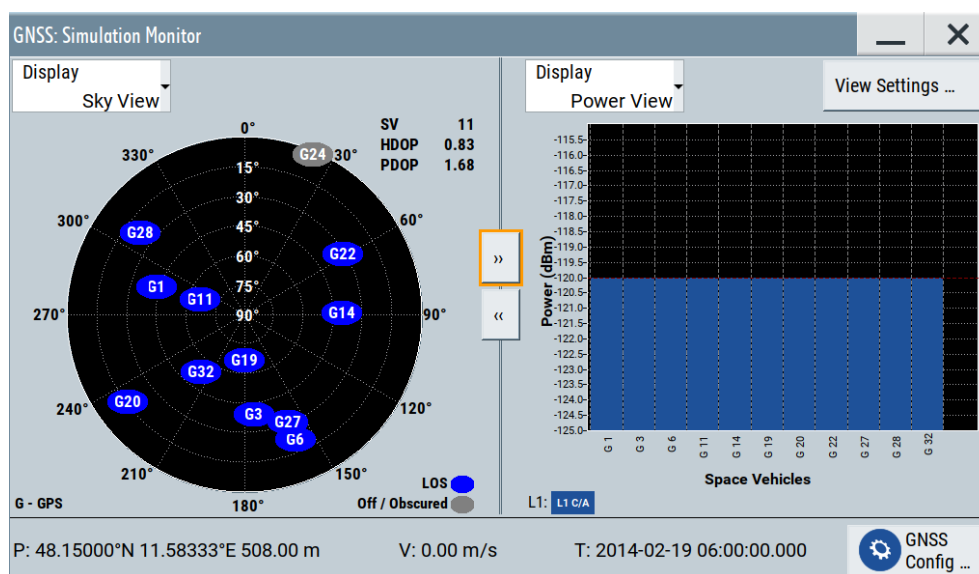 GNSS: Simulation Monitor
Display
Sky View
SV 11
HDOP 0.83
PDOP 1.68
0°
330°
G24
30°
15°
30°
300°
60°
G28
45°
G22
60°
G1
75°
G11
G14
270°
90°
90°
G19
G32
G20
G3
240°
120°
G27
G6
210°
150°
180°
LOS
G - GPS
Off / Obscured
››
‹‹
Display
Power View
View Settings ...
Power (dBm)
-115.5
-116.0
-116.5
-117.0
-117.5
-118.0
-118.5
-119.0
-119.5
-120.0
-120.5
-121.0
-121.5
-122.0
-122.5
-123.0
-123.5
-124.0
-124.5
-125.0
G 1
G 3
G 6
G 11
G 14
G 19
G 20
G 22
G 27
G 28
G 32
Space Vehicles
L1: L1 C/A
P: 48.15000°N 11.58333°E 508.00 m V: 0.00 m/s T: 2014-02-19 06:00:00.000
GNSS
Config ...